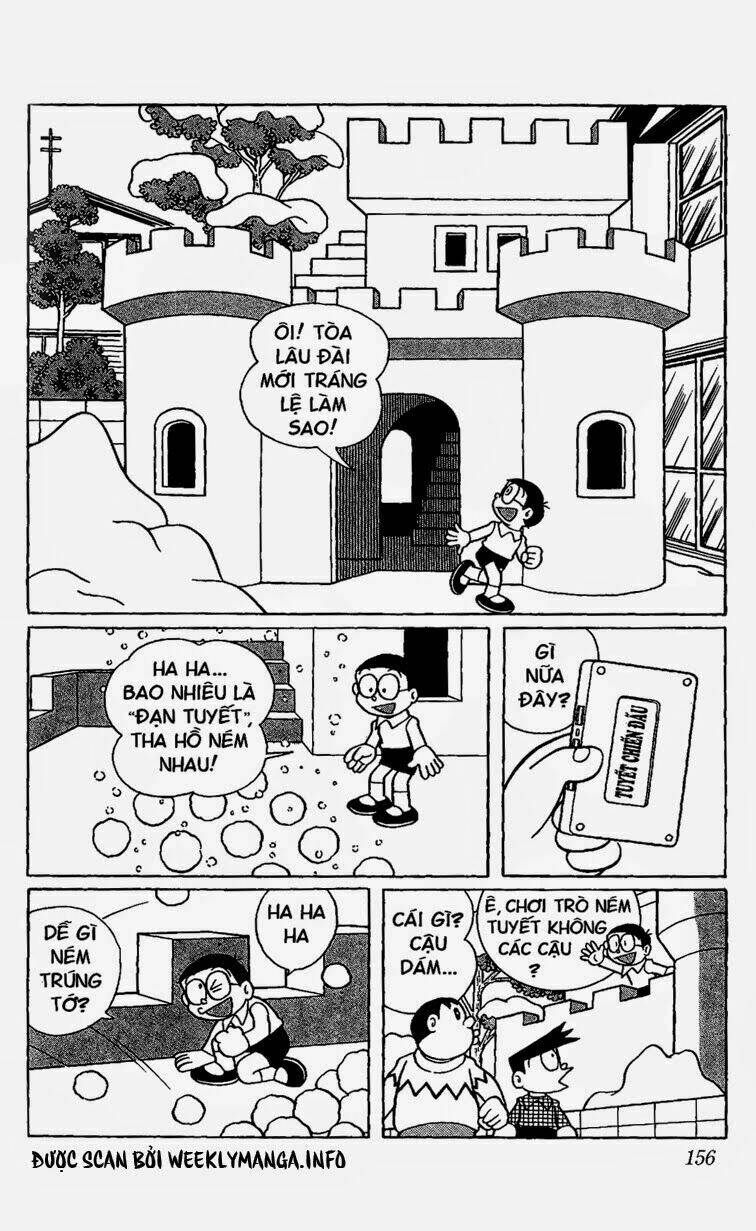 ÔI! TÒA
LÂU ĐÀI
MỚI TRÁNG
LỆ LÀM
SAO!
HA HA...
BAO NHIÊU LÀ
“ĐẠN TUYẾT”,
THA HỒ NÉM
NHAU!
GÌ
NỮA
ĐÂY?
TUYẾT CHIẾN ĐẤU
DỄ GÌ
NÉM
TRÚNG
TỚ?
HA HA
HA
CÁI GÌ?
CẬU
DÁM...
Ê, CHƠI TRÒ NÉM
TUYẾT KHÔNG
CÁC CẬU
?
ĐƯỢC SCAN BỞI WEEKLYMANGA.INFO
156